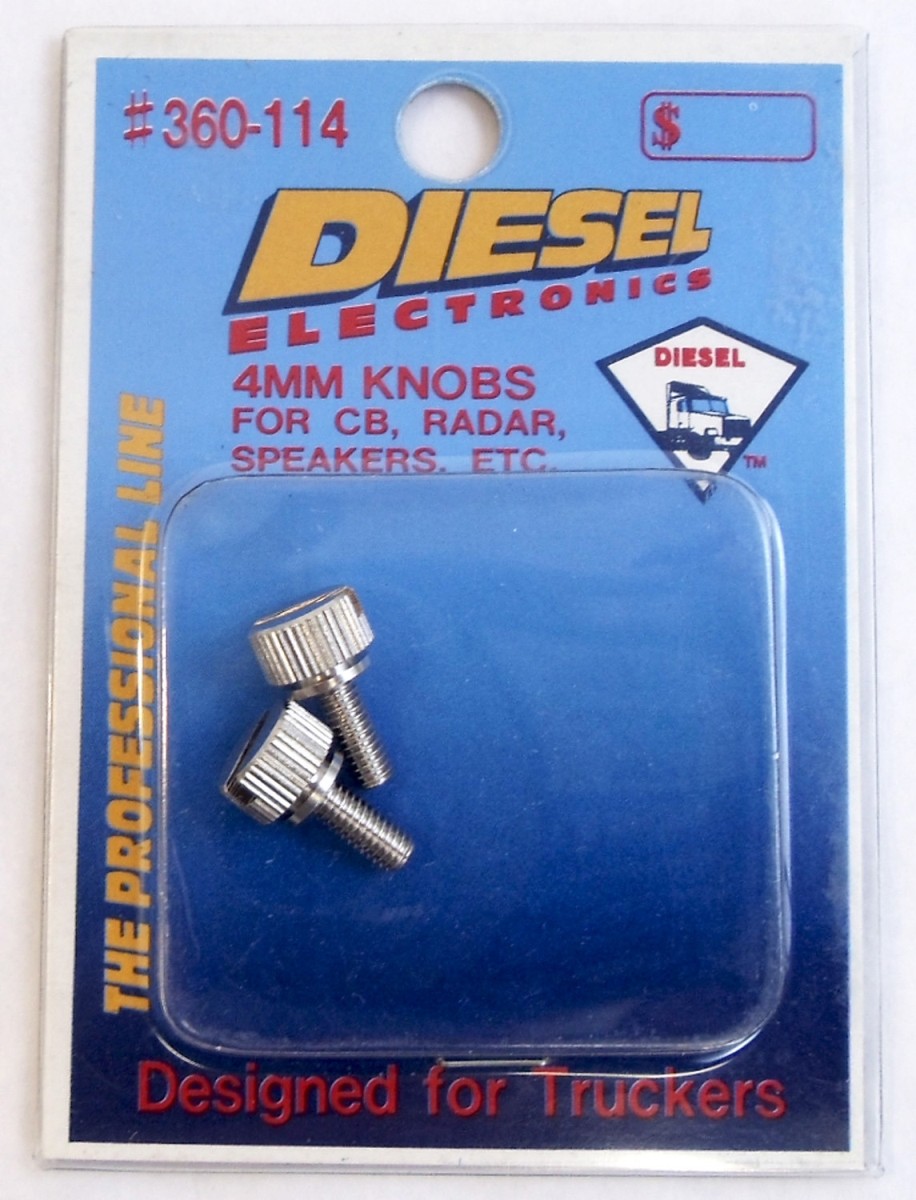 #360-114
$
DIESEL
ELECTRONICS
4MM KNOBS
FOR CB, RADAR,
SPEAKERS, ETC.
DIESEL
TM
THE PROFESSIONAL LINE
Designed for Truckers